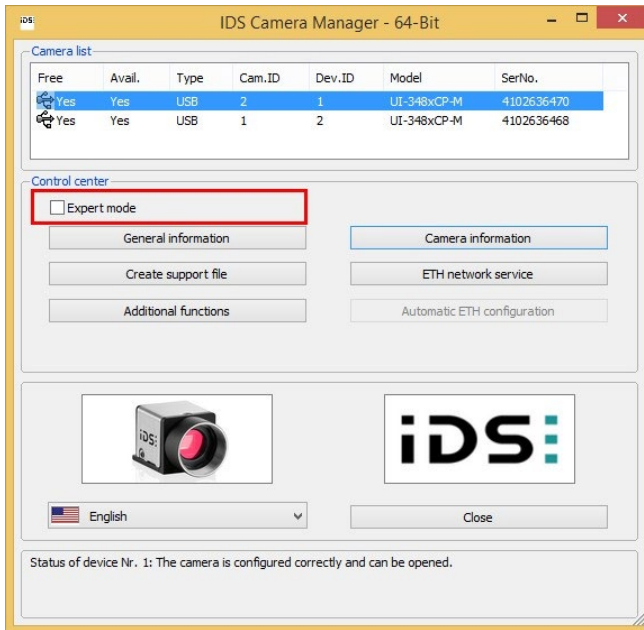 iDS: IDS Camera Manager - 64-Bit
Camera list
Free Avail. Type Cam.ID Dev.ID Model SerNo.
Yes Yes USB 2 1 UI-348xCP-M 4102636470
Yes Yes USB 1 2 UI-348xCP-M 4102636468
Control center
Expert mode
General information Camera information
Create support file ETH network service
Additional functions Automatic ETH configuration
iDS: iDS
English Close
Status of device Nr. 1: The camera is configured correctly and can be opened.